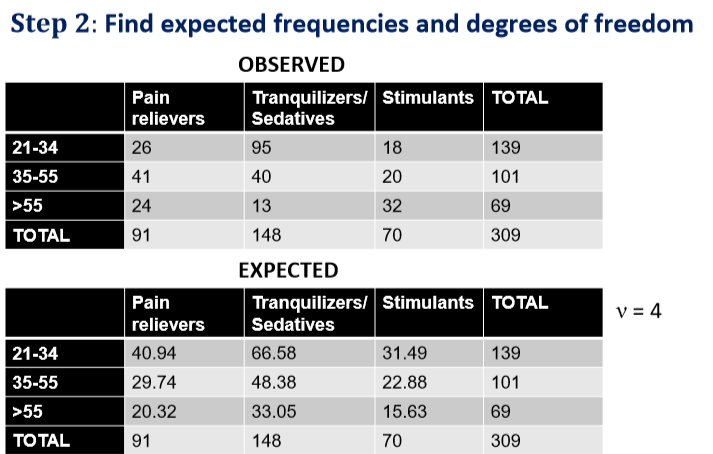 Step 2: Find expected frequencies and degrees of freedom
OBSERVED
Pain relievers Tranquilizers/ Sedatives Stimulants TOTAL
21-34 26 95 18 139
35-55 41 40 20 101
>55 24 13 32 69
TOTAL 91 148 70 309
EXPECTED
Pain relievers Tranquilizers/ Sedatives Stimulants TOTAL
ν = 4
21-34 40.94 66.58 31.49 139
35-55 29.74 48.38 22.88 101
>55 20.32 33.05 15.63 69
TOTAL 91 148 70 309